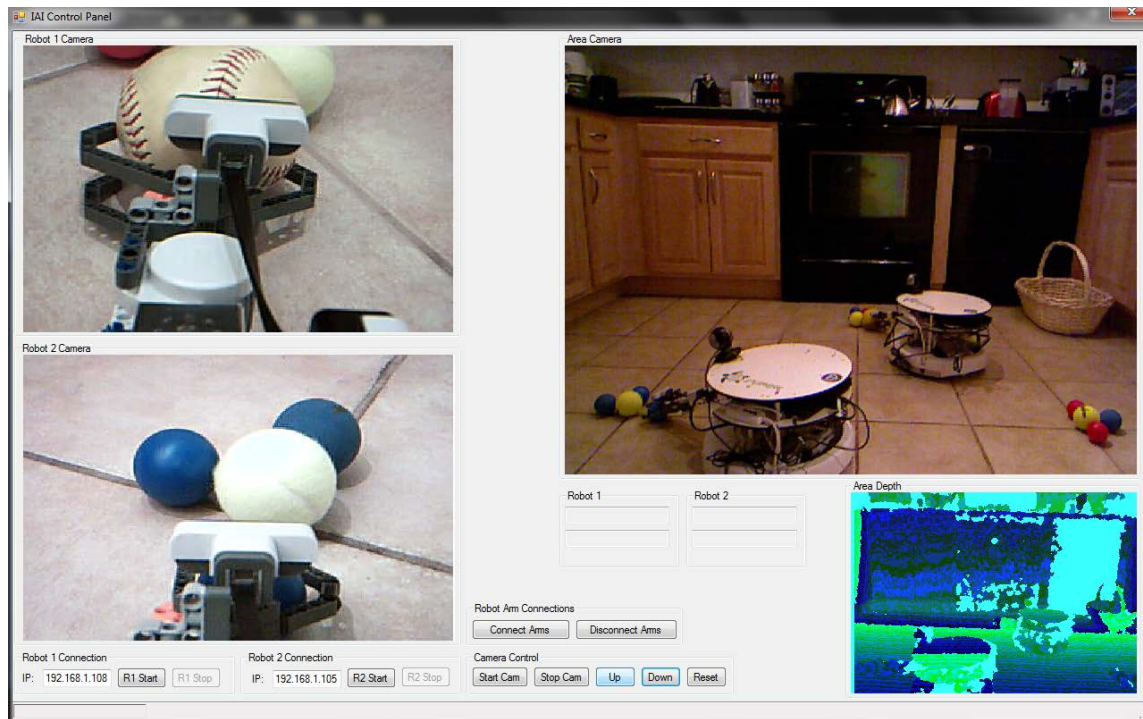 IAI Control Panel
Robot 1 Camera
Area Camera
Robot 2 Camera
Robot 1
Robot 2
Area Depth
Robot Arm Connections
Connect Arms
Disconnect Arms
Robot 1 Connection
IP: 192.168.1.108 R1 Start R1 Stop
Robot 2 Connection
IP: 192.168.1.105 R2 Start R2 Stop
Camera Control
Start Cam Stop Cam Up Down Reset